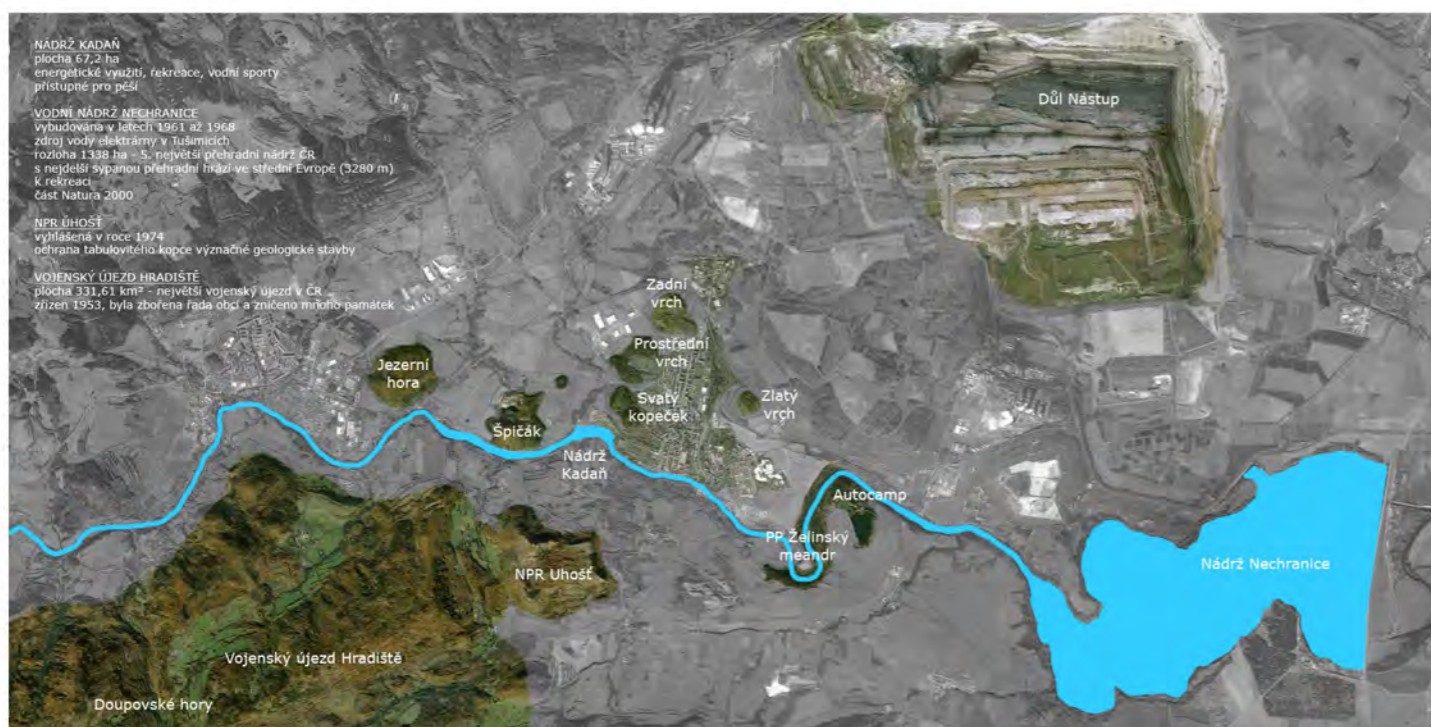 NÁDRŽ KADAŇ
plocha 67,2 ha
energetické využití, rekreace, vodní sporty
přístupné pro pěší
VODNÍ NÁDRŽ NECHRANICE
vybudována v letech 1961 až 1968
zdroj vody elektrárny v Tušimicích
rozloha 1338 ha - 5. největší přehradní nádrž ČR
s nejdelší sypanou přehradní hrází ve střední Evropě (3280 m)
k rekreaci
část Natura 2000
NPR ÚHOŠŤ
vyhlášená v roce 1974
ochrana tabulovitého kopce význačné geologické stavby
VOJENSKÝ ÚJEZD HRADIŠTĚ
plocha 331,61 km² - největší vojenský újezd v ČR
zřízen 1953, byla zbořena řada obcí a zničeno mnoho památek
Důl Nástup
Zadní
vrch
Prostřední
vrch
Jezerní
hora
Svatý
kopeček
Zlatý
vrch
Špičák
Nádrž
Kadaň
Autocamp
PP Želinský
meandr
NPR Uhošť
Nádrž Nechranice
Vojenský újezd Hradiště
Doupovské hory